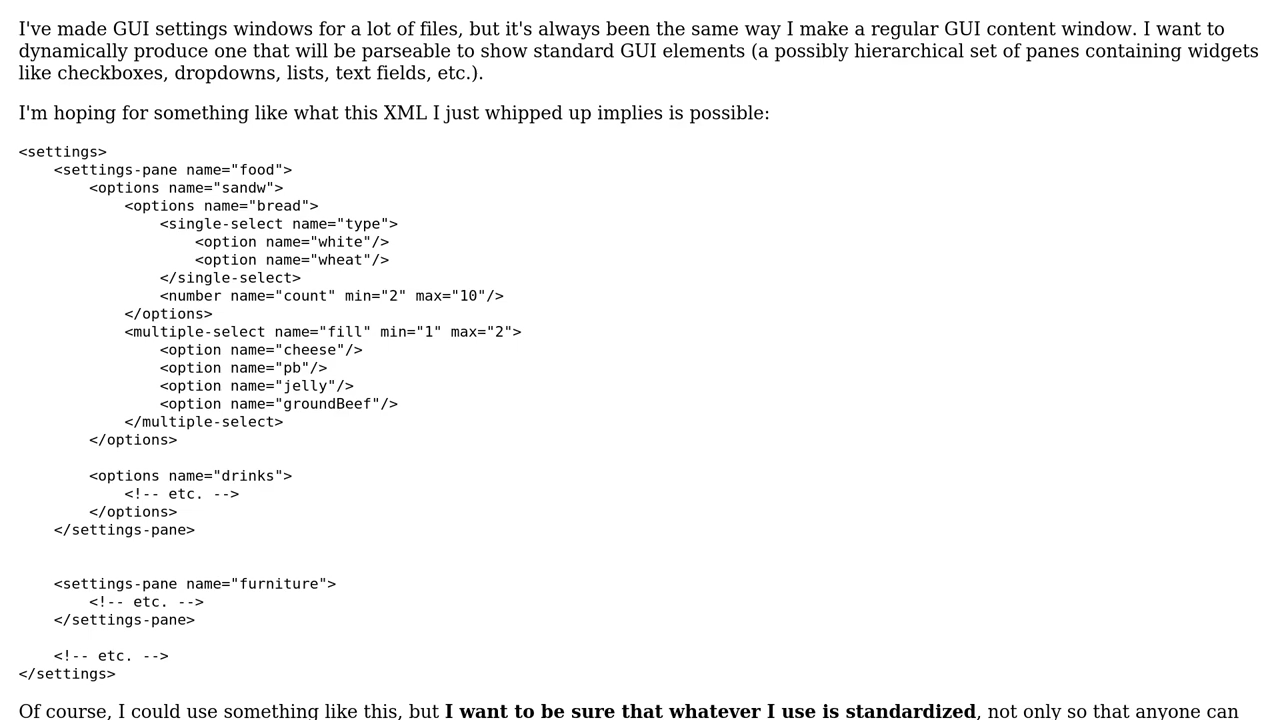 I've made GUI settings windows for a lot of files, but it's always been the same way I make a regular GUI content window. I want to
dynamically produce one that will be parseable to show standard GUI elements (a possibly hierarchical set of panes containing widgets
like checkboxes, dropdowns, lists, text fields, etc.).
I'm hoping for something like what this XML I just whipped up implies is possible:
<settings>
    <settings-pane name="food">
        <options name="sandw">
            <options name="bread">
                <single-select name="type">
                    <option name="white"/>
                    <option name="wheat"/>
                </single-select>
                <number name="count" min="2" max="10"/>
            </options>
            <multiple-select name="fill" min="1" max="2">
                <option name="cheese"/>
                <option name="pb"/>
                <option name="jelly"/>
                <option name="groundBeef"/>
            </multiple-select>
        </options>
        <options name="drinks">
            <!-- etc. -->
        </options>
    </settings-pane>
    <settings-pane name="furniture">
        <!-- etc. -->
    </settings-pane>
    <!-- etc. -->
</settings>
Of course, I could use something like this, but I want to be sure that whatever I use is standardized, not only so that anyone can